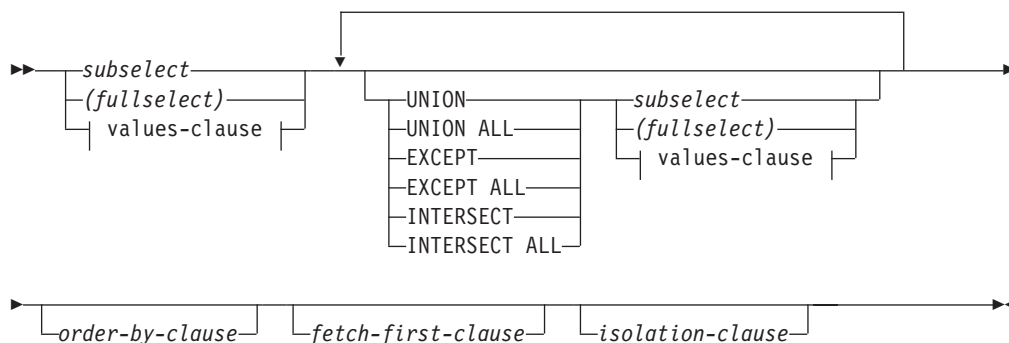 subselect
(fullselect)
values-clause
UNION
UNION ALL
EXCEPT
EXCEPT ALL
INTERSECT
INTERSECT ALL
subselect
(fullselect)
values-clause
order-by-clause
fetch-first-clause
isolation-clause